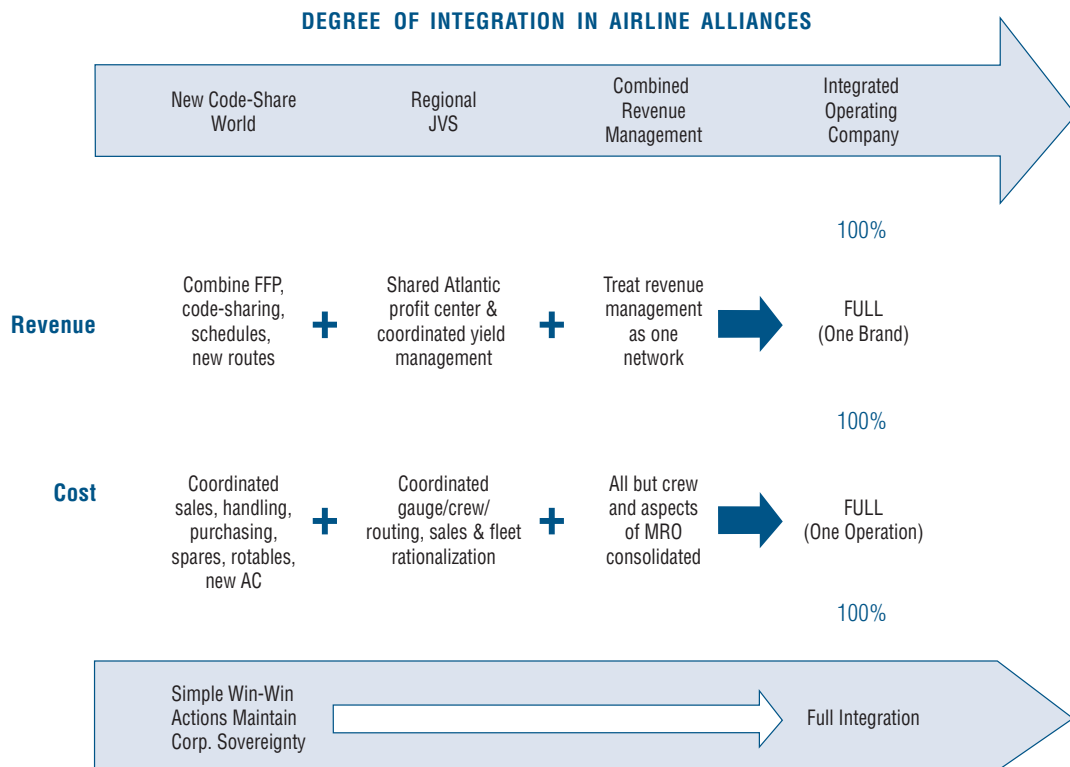 DEGREE OF INTEGRATION IN AIRLINE ALLIANCES
New Code-Share
World
Regional
JVS
Combined
Revenue
Management
Integrated
Operating
Company
100%
Revenue
Combine FFP,
code-sharing,
schedules,
new routes
+
Shared Atlantic
profit center &
coordinated yield
management
+
Treat revenue
management
as one
network
FULL
(One Brand)
100%
Cost
Coordinated
sales, handling,
purchasing,
spares, rotables,
new AC
+
Coordinated
gauge/crew/
routing, sales & fleet
rationalization
+
All but crew
and aspects
of MRO
consolidated
FULL
(One Operation)
100%
Simple Win-Win
Actions Maintain
Corp. Sovereignty
Full Integration